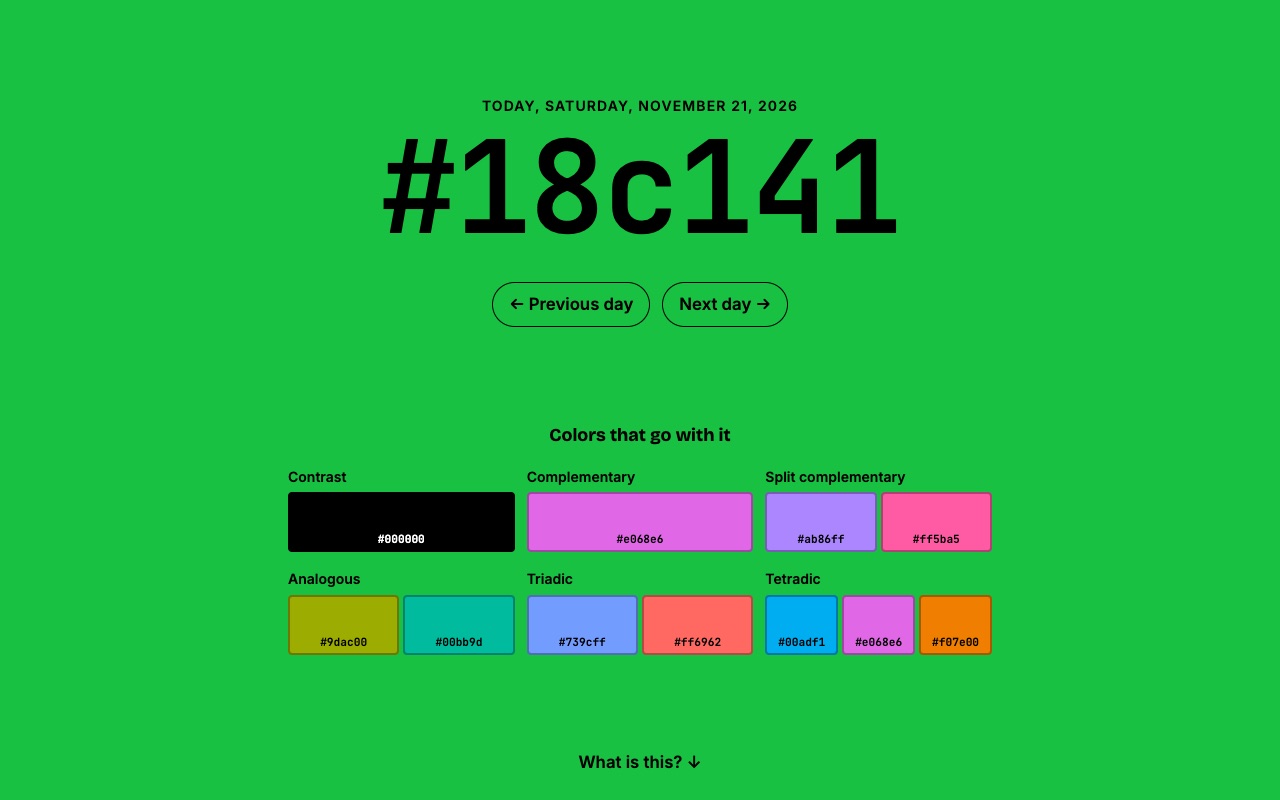 TODAY, SATURDAY, NOVEMBER 21, 2026
#18c141
← Previous day
Next day →
Colors that go with it
Contrast
#000000
Complementary
#e068e6
Split complementary
#ab86ff
#ff5ba5
Analogous
#9dac00
#00bb9d
Triadic
#739cff
#ff6962
Tetradic
#00adf1
#e068e6
#f07e00
What is this? ↓